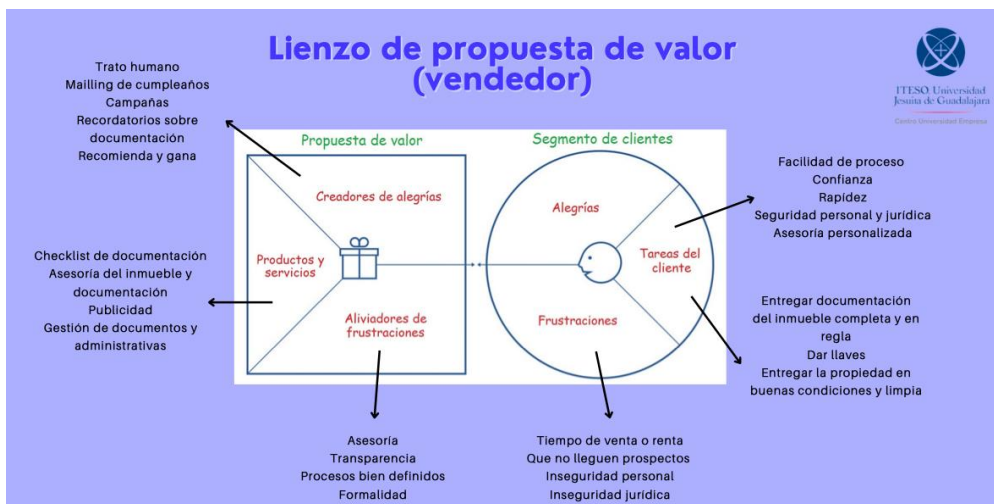 Lienzo de propuesta de valor
(vendedor)
ITESO, Universidad
Jesuita de Guadalajara
Centro Universidad Empresa
Trato humano
Mailling de cumpleaños
Campañas
Recordatorios sobre
documentación
Recomienda y gana
Propuesta de valor
Segmento de clientes
Creadores de alegrías
Productos y
servicios
Aliviadores de
frustraciones
Alegrías
Tareas del
cliente
Frustraciones
Facilidad de proceso
Confianza
Rapidez
Seguridad personal y jurídica
Asesoría personalizada
Checklist de documentación
Asesoría del inmueble y
documentación
Publicidad
Gestión de documentos y
administrativas
Entregar documentación
del inmueble completa y en
regla
Dar llaves
Entregar la propiedad en
buenas condiciones y limpia
Asesoría
Transparencia
Procesos bien definidos
Formalidad
Tiempo de venta o renta
Que no lleguen prospectos
Inseguridad personal
Inseguridad jurídica